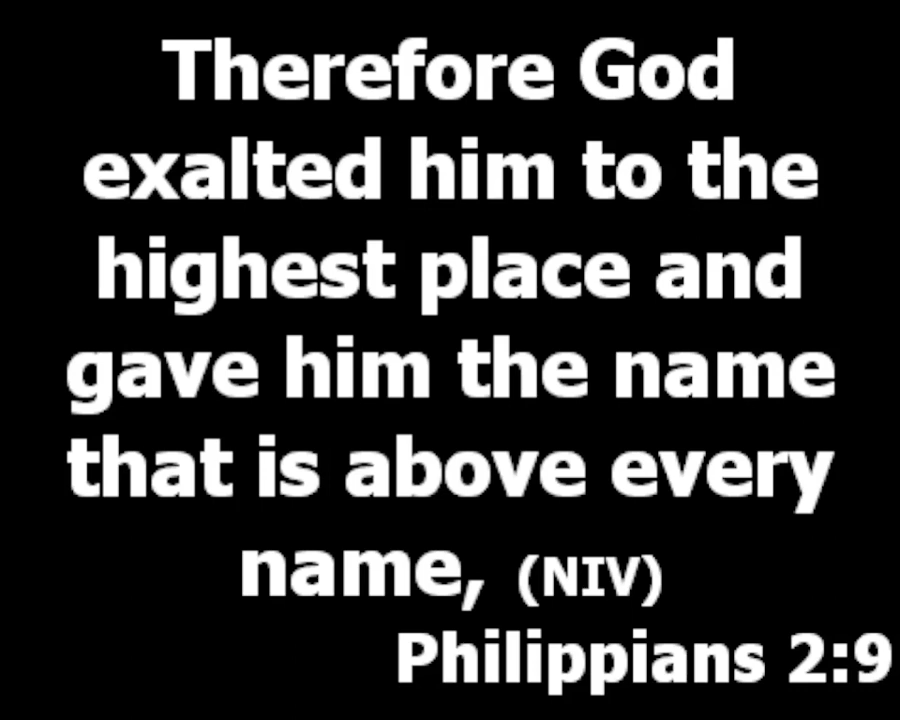 Therefore God
exalted him to the
highest place and
gave him the name
that is above every
name, (NIV)
Philippians 2:9